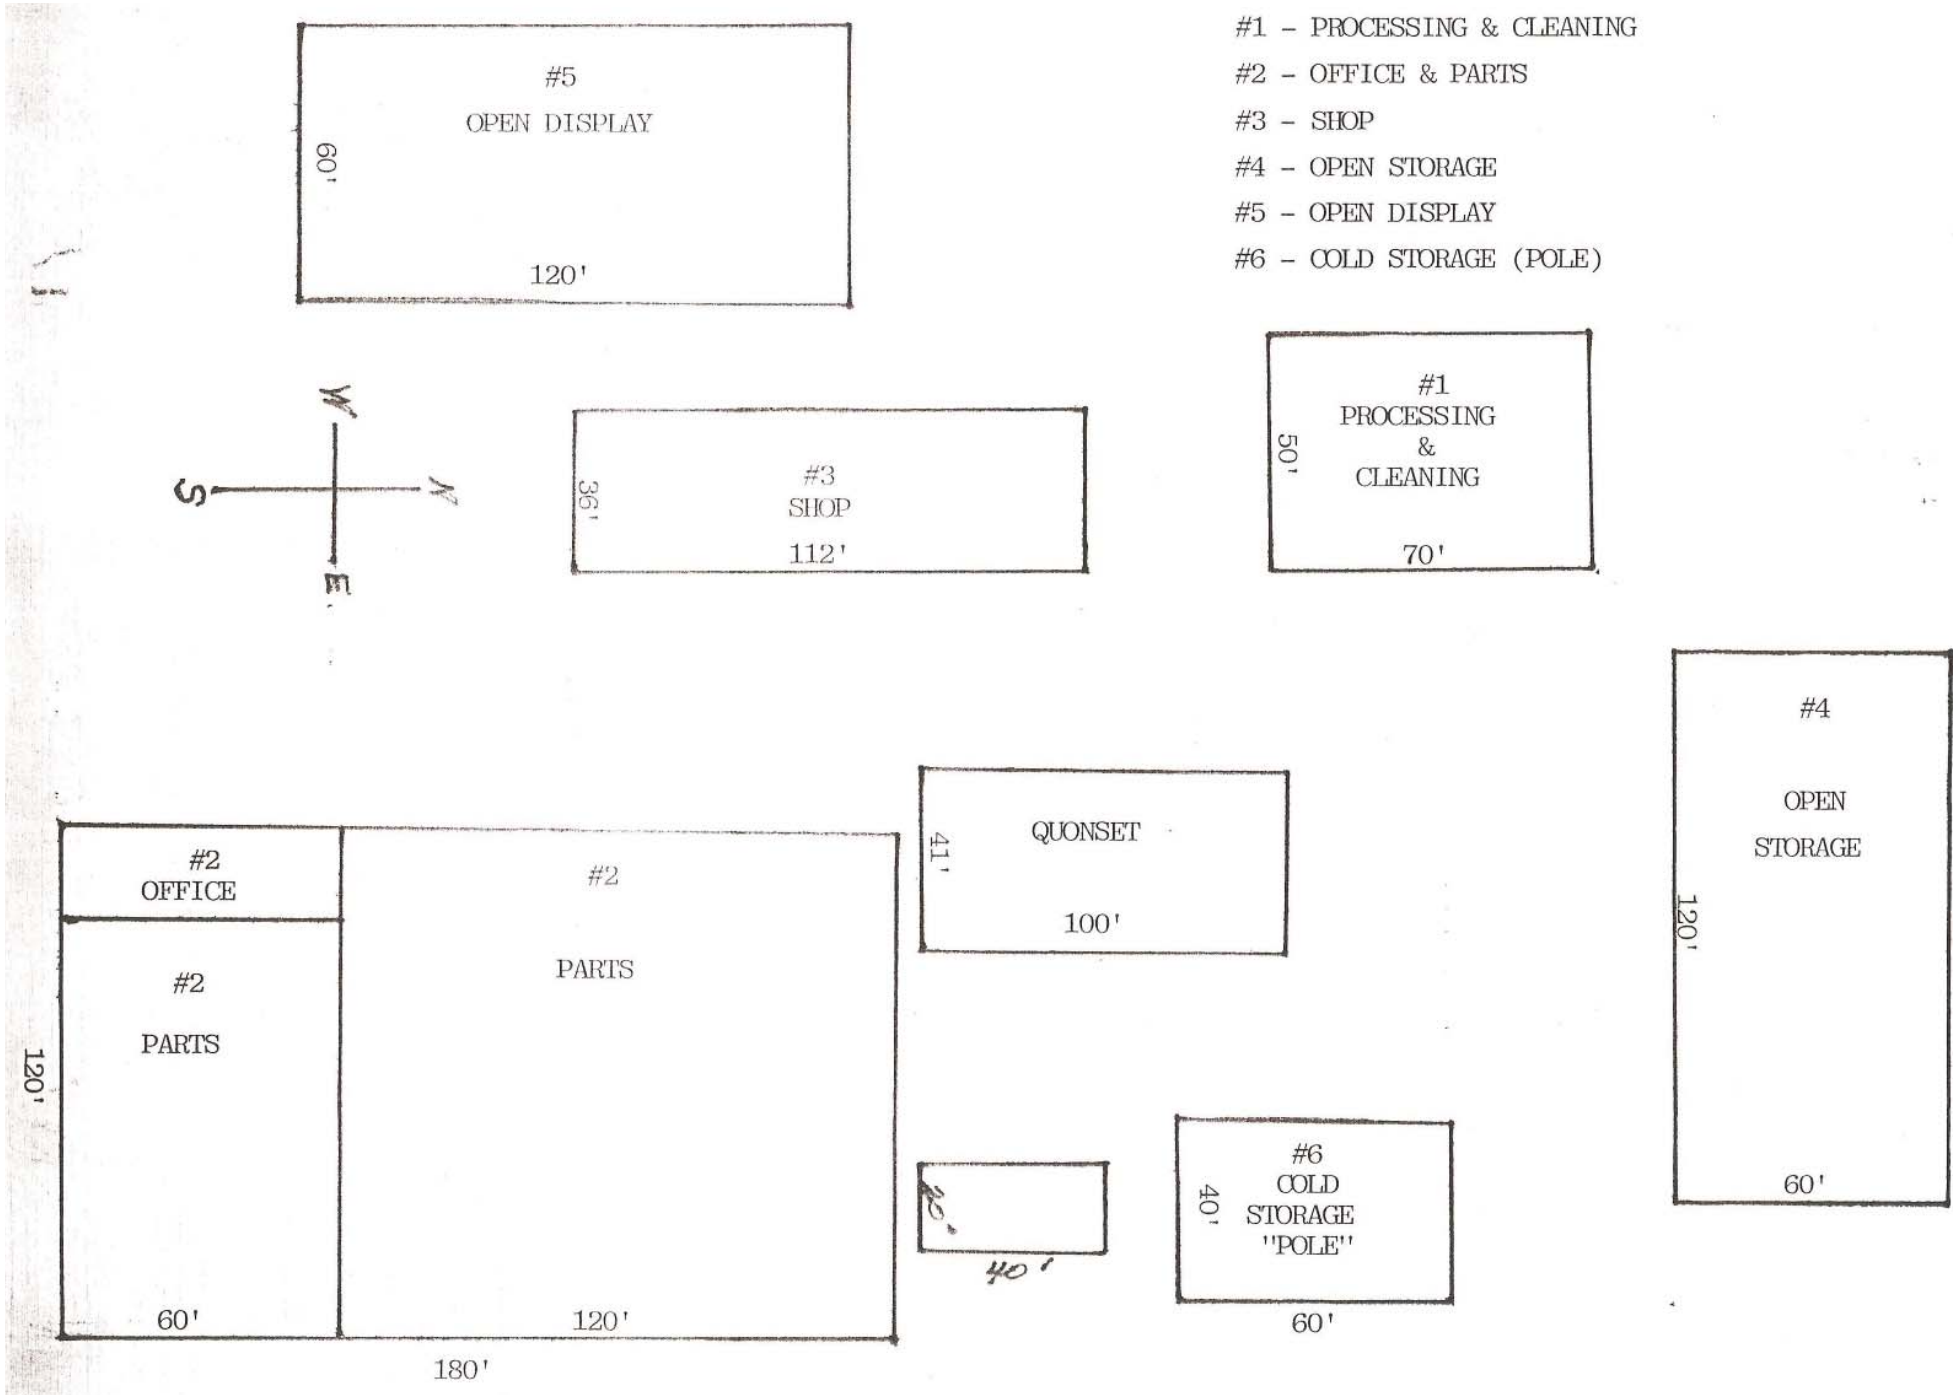 #1 - PROCESSING & CLEANING
#2 - OFFICE & PARTS
#3 - SHOP
#4 - OPEN STORAGE
#5 - OPEN DISPLAY
#6 - COLD STORAGE (POLE)
#5
OPEN DISPLAY
60'
120'
W
S
N
E
#3
SHOP
36'
112'
#1
PROCESSING
&
CLEANING
50'
70'
#4
OPEN
STORAGE
120'
60'
QUONSET
41'
100'
#2
OFFICE
#2
PARTS
120'
60'
#2
PARTS
120'
180'
20'
40'
#6
COLD
STORAGE
"POLE"
40'
60'